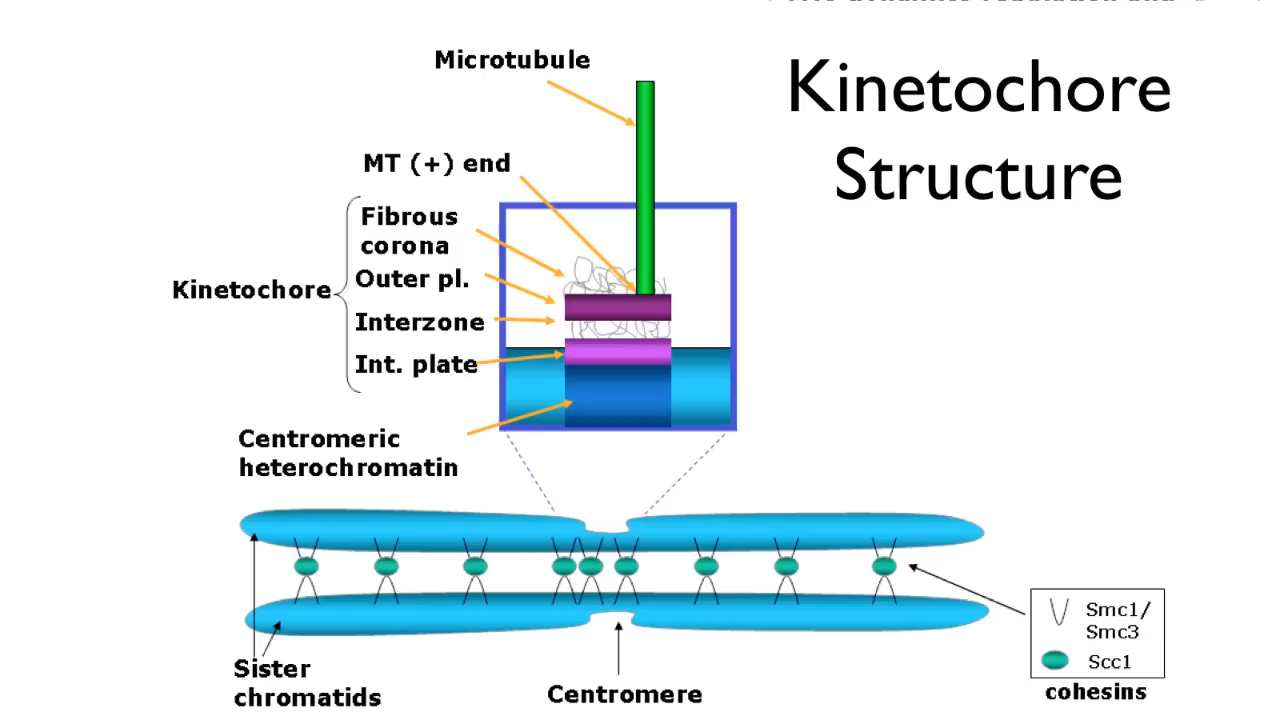 Kinetochore
Structure
Microtubule
MT (+) end
Fibrous
corona
Outer pl.
Kinetochore
Interzone
Int. plate
Centromeric
heterochromatin
Smc1/
Smc3
Scc1
cohesins
Sister
chromatids
Centromere